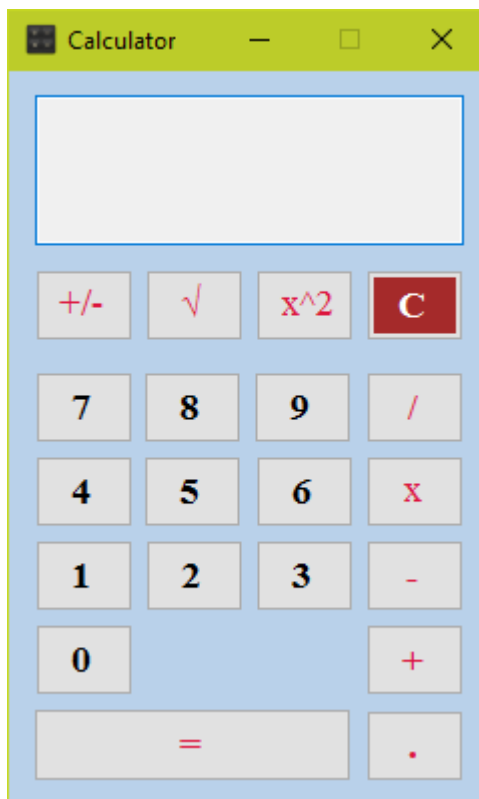 Calculator
+/- √ x^2 C
7 8 9 /
4 5 6 x
1 2 3 -
0 +
= .